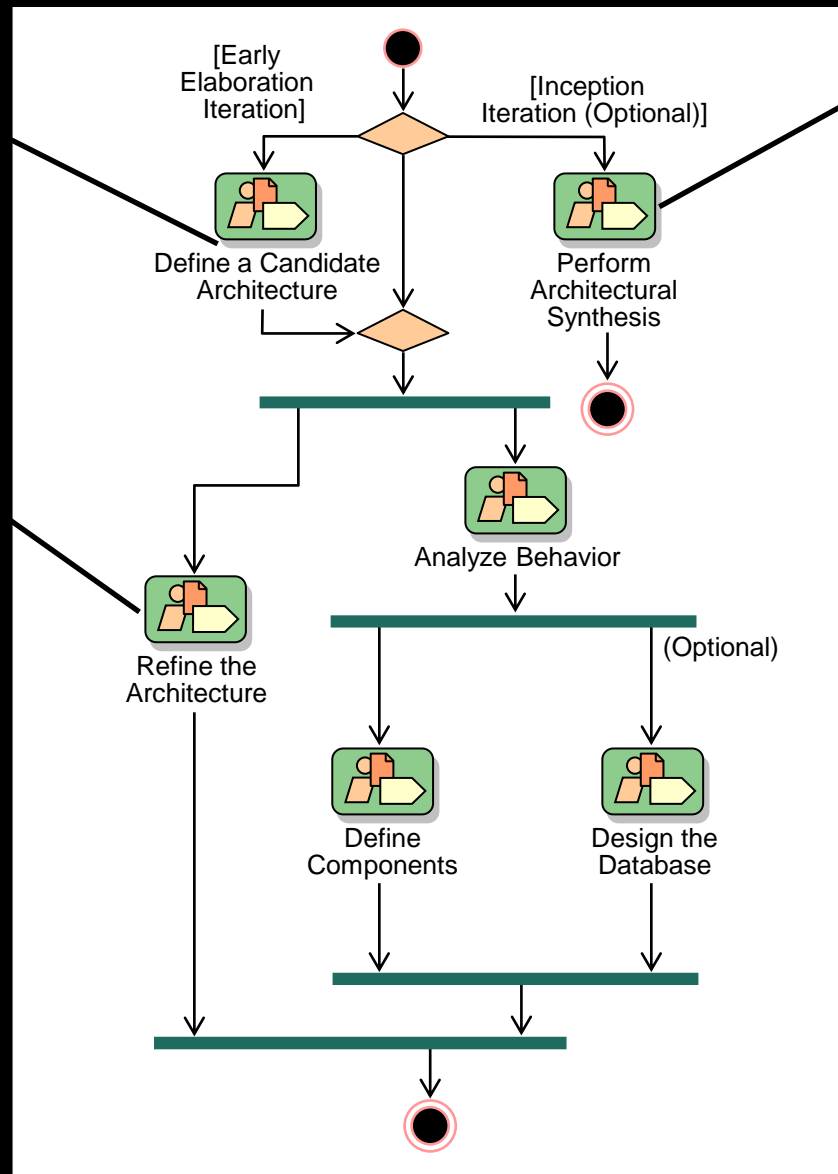 [Early
Elaboration
Iteration]
[Inception
Iteration (Optional)]
Define a Candidate
Architecture
Perform
Architectural
Synthesis
Analyze Behavior
(Optional)
Refine the
Architecture
Define
Components
Design the
Database